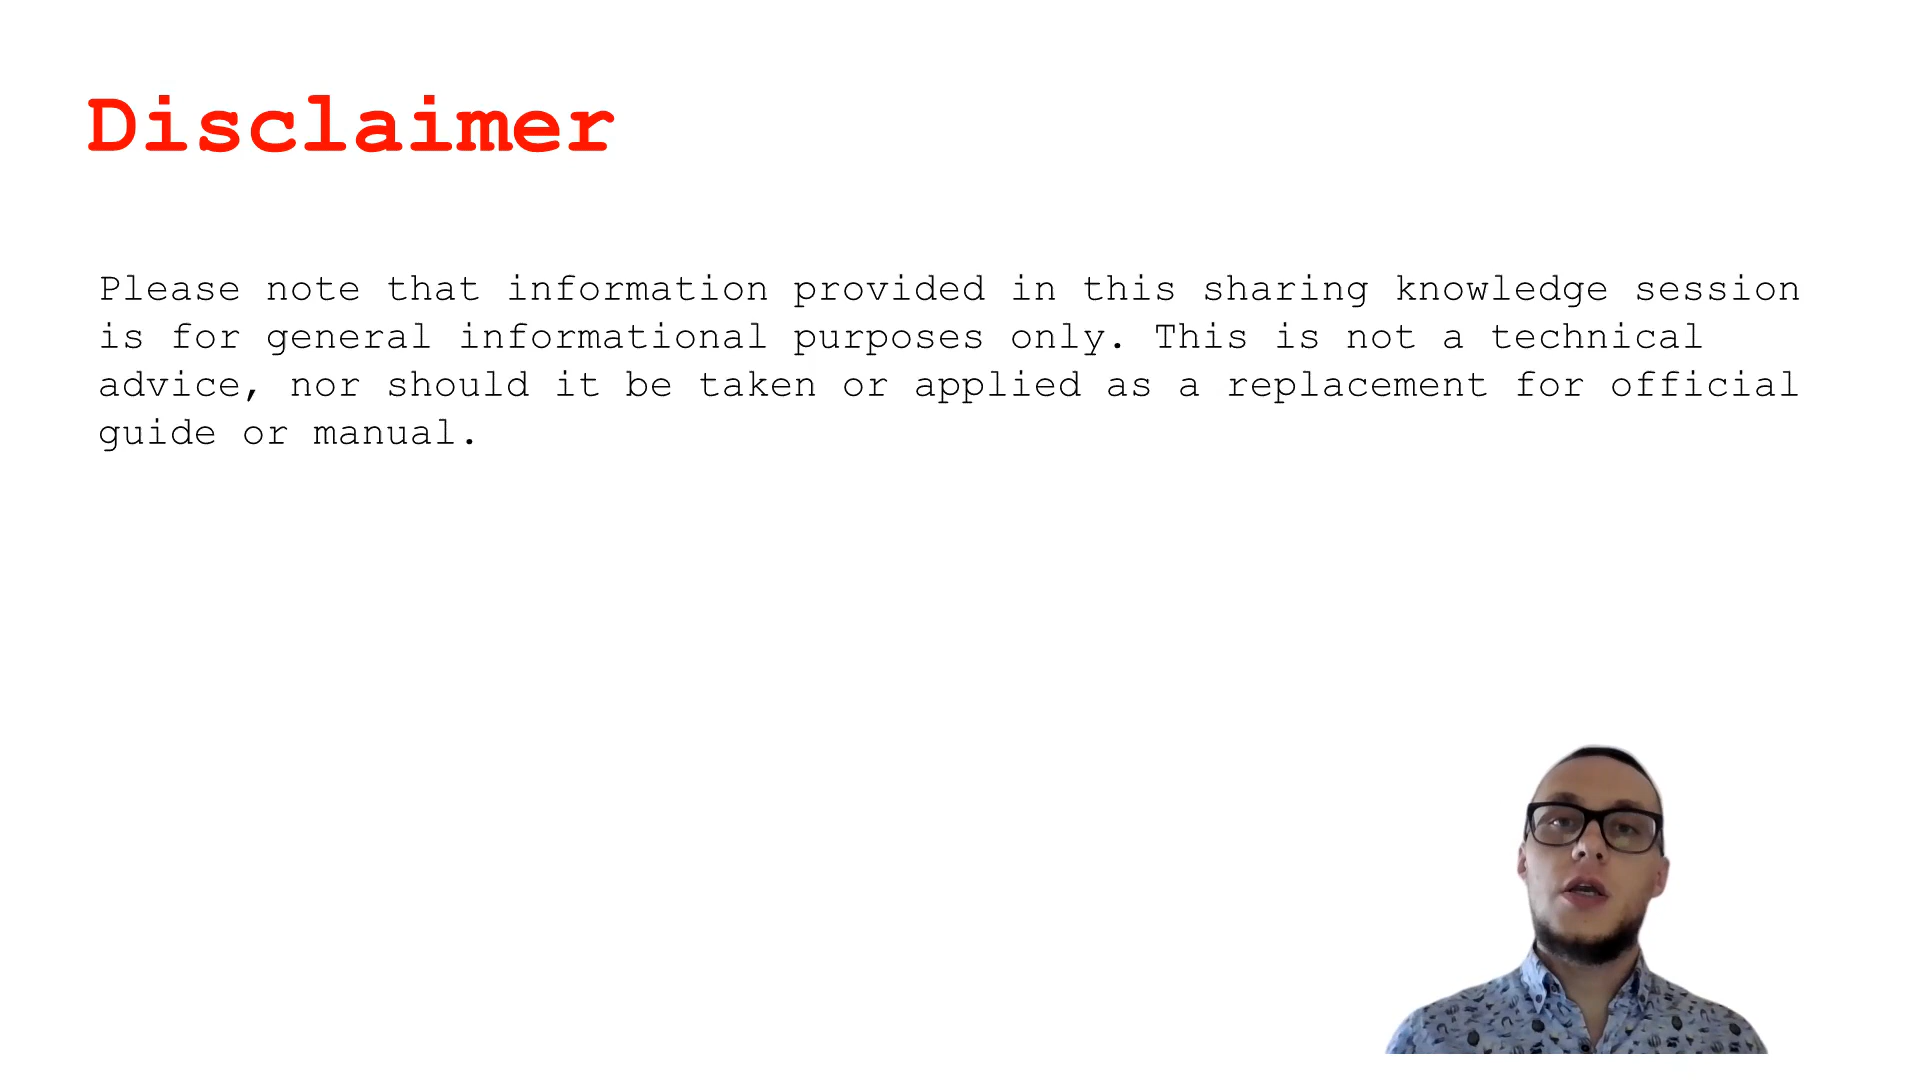 Disclaimer
Please note that information provided in this sharing knowledge session
is for general informational purposes only. This is not a technical
advice, nor should it be taken or applied as a replacement for official
guide or manual.